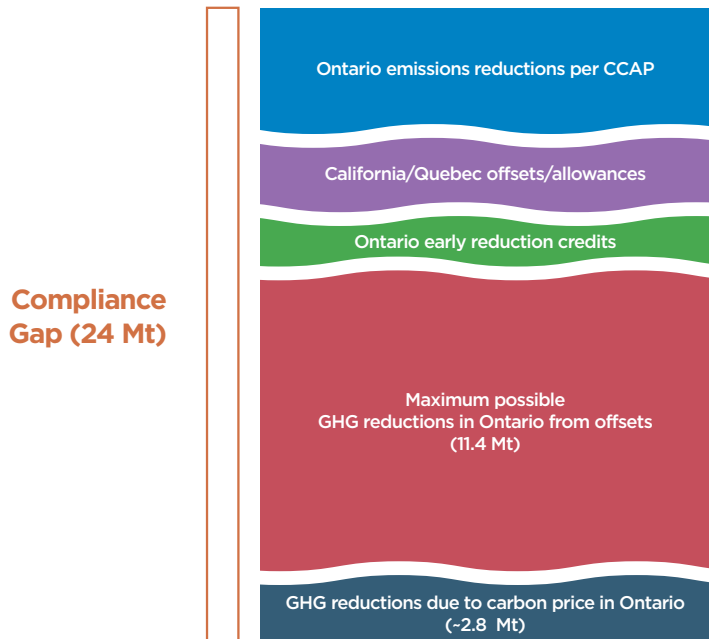 Ontario emissions reductions per CCAP
California/Quebec offsets/allowances
Ontario early reduction credits
Compliance
Gap (24 Mt)
Maximum possible
GHG reductions in Ontario from offsets
(11.4 Mt)
GHG reductions due to carbon price in Ontario
(~2.8 Mt)